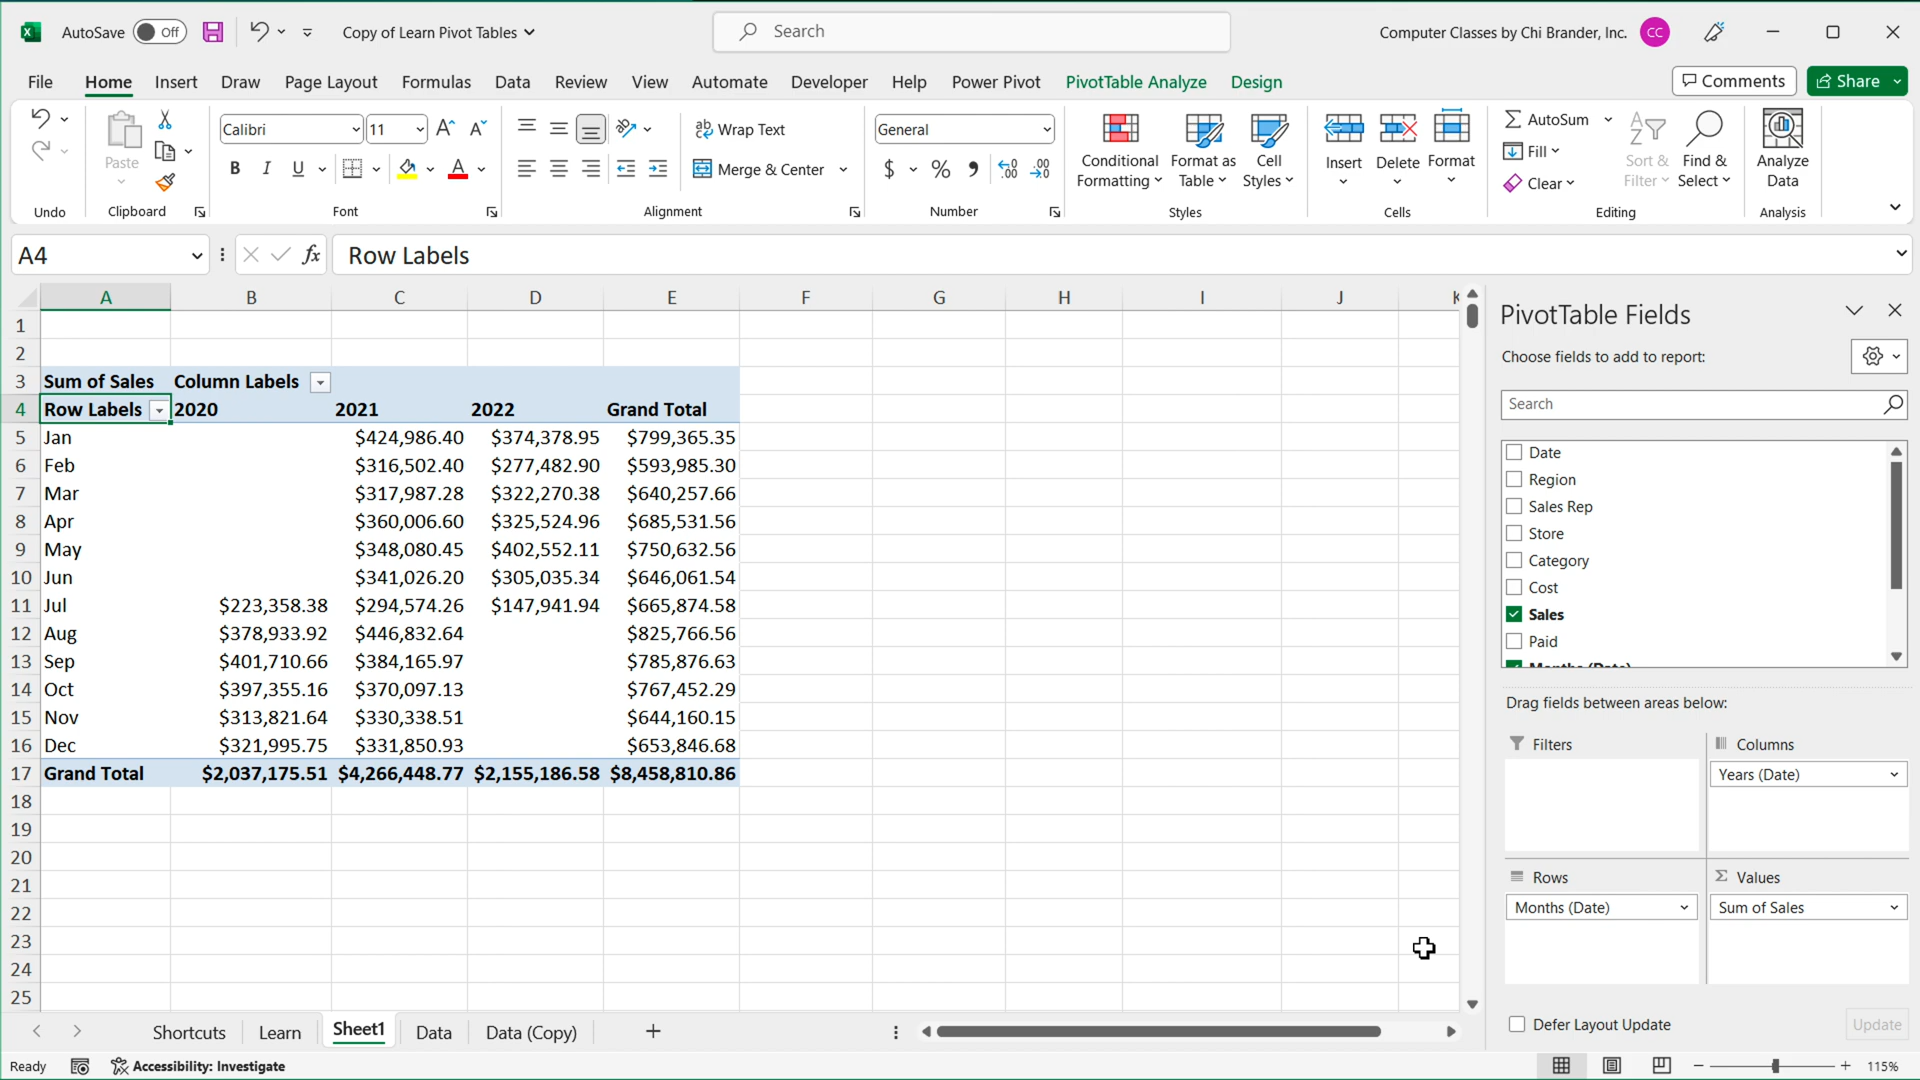 AutoSave Off Copy of Learn Pivot Tables Search Computer Classes by Chi Brander, Inc. CC
File Home Insert Draw Page Layout Formulas Data Review View Automate Developer Help Power Pivot PivotTable Analyze Design Comments Share
Paste
Calibri 11
B I U A
ab Wrap Text
Merge & Center
General
$ % 9 .00
Conditional Formatting
Format as Table
Cell Styles
Insert Delete Format
AutoSum
Fill
Clear
Sort & Filter
Find & Select
Analyze Data
Undo Clipboard Font Alignment Number Styles Cells Editing Analysis
A4 fx Row Labels
A B C D E F G H I J K
1
2
3 Sum of Sales Column Labels
4 Row Labels 2020 2021 2022 Grand Total
5 Jan $424,986.40 $374,378.95 $799,365.35
6 Feb $316,502.40 $277,482.90 $593,985.30
7 Mar $317,987.28 $322,270.38 $640,257.66
8 Apr $360,006.60 $325,524.96 $685,531.56
9 May $348,080.45 $402,552.11 $750,632.56
10 Jun $341,026.20 $305,035.34 $646,061.54
11 Jul $223,358.38 $294,574.26 $147,941.94 $665,874.58
12 Aug $378,933.92 $446,832.64 $825,766.56
13 Sep $401,710.66 $384,165.97 $785,876.63
14 Oct $397,355.16 $370,097.13 $767,452.29
15 Nov $313,821.64 $330,338.51 $644,160.15
16 Dec $321,995.75 $331,850.93 $653,846.68
17 Grand Total $2,037,175.51 $4,266,448.77 $2,155,186.58 $8,458,810.86
18
19
20
21
22
23
24
25
PivotTable Fields
Choose fields to add to report:
Search
Date
Region
Sales Rep
Store
Category
Cost
Sales
Paid
Months (Date)
Drag fields between areas below:
Filters Columns
Years (Date)
Rows Values
Months (Date) Sum of Sales
Defer Layout Update Update
Shortcuts Learn Sheet1 Data Data (Copy)
Ready Accessibility: Investigate 115%